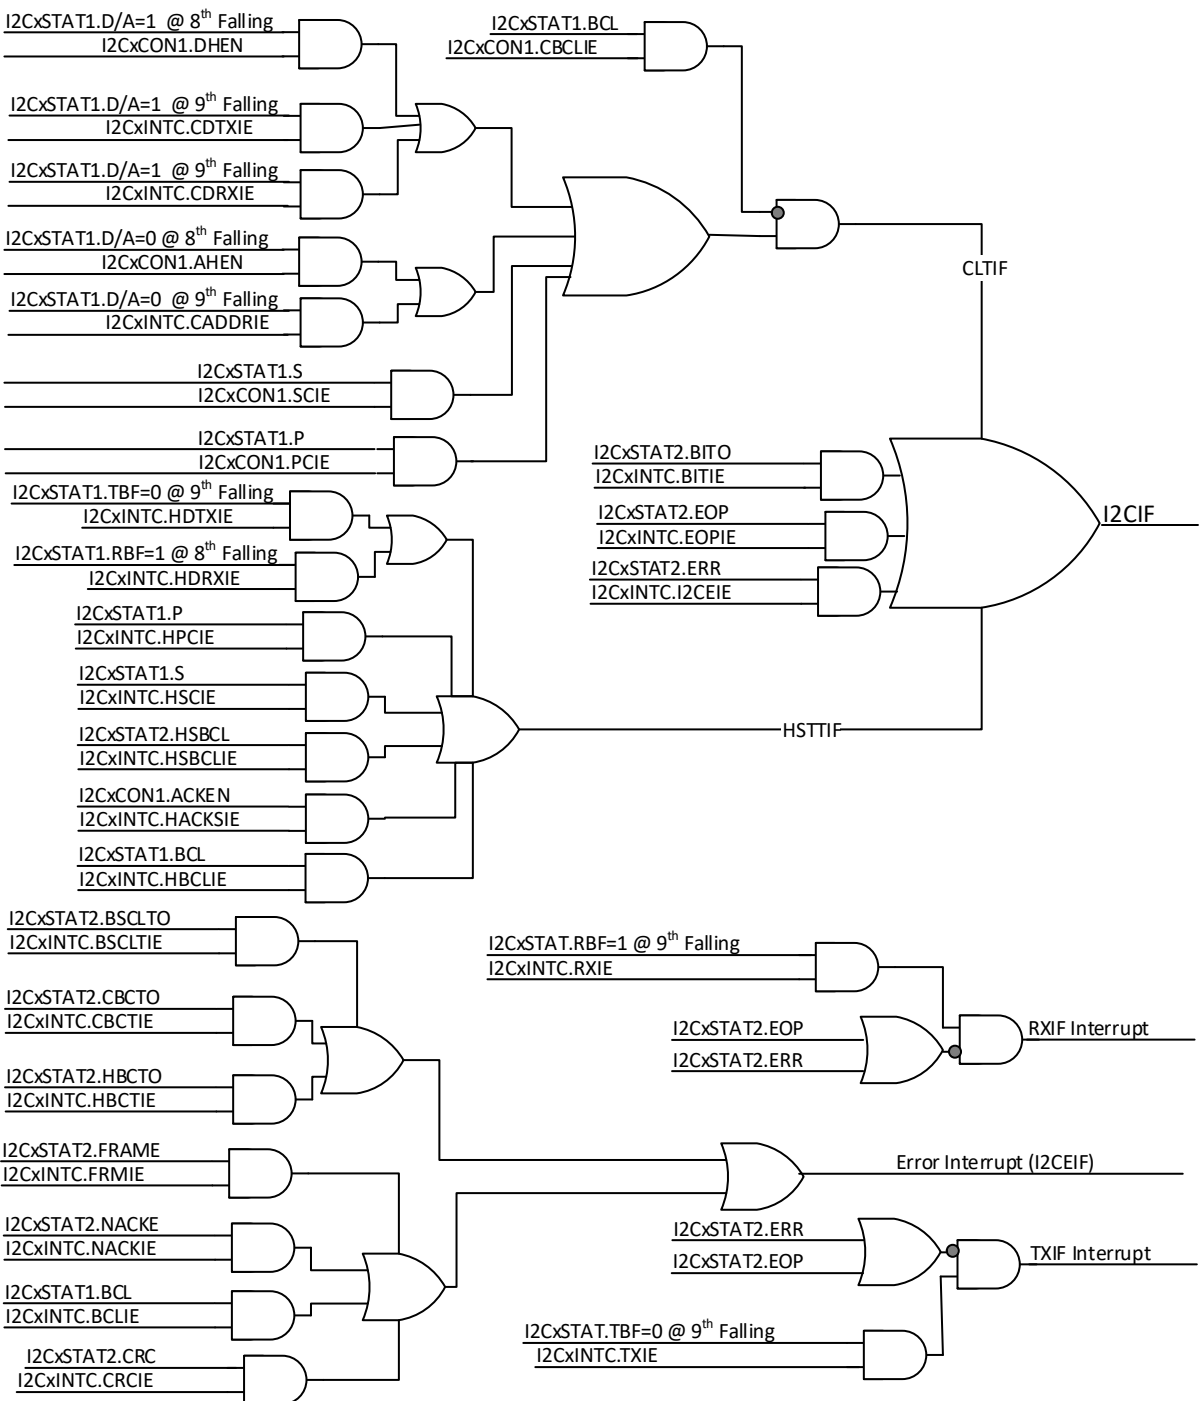 I2CxSTAT1.D/A=1 @ 8th Falling
I2CxCON1.DHEN
I2CxSTAT1.BCL
I2CxCON1.CBCLIE
I2CxSTAT1.D/A=1 @ 9th Falling
I2CxINTC.CDTXIE
I2CxSTAT1.D/A=1 @ 9th Falling
I2CxINTC.CDRXIE
I2CxSTAT1.D/A=0 @ 8th Falling
I2CxCON1.AHEN
CLTIF
I2CxSTAT1.D/A=0 @ 9th Falling
I2CxINTC.CADDRIE
I2CxSTAT1.S
I2CxCON1.SCIE
I2CxSTAT1.P
I2CxCON1.PCIE
I2CxSTAT2.BITO
I2CxINTC.BITIE
I2CxSTAT2.EOP
I2CxINTC.EOPIE
I2CxSTAT2.ERR
I2CxINTC.I2CEIE
I2CIF
I2CxSTAT1.TBF=0 @ 9th Falling
I2CxINTC.HDTXIE
I2CxSTAT1.RBF=1 @ 8th Falling
I2CxINTC.HDRXIE
I2CxSTAT1.P
I2CxINTC.HPCIE
I2CxSTAT1.S
I2CxINTC.HSCIE
I2CxSTAT2.HSBCL
I2CxINTC.HSBCLIE
HSTTIF
I2CxCON1.ACKEN
I2CxINTC.HACKSIE
I2CxSTAT1.BCL
I2CxINTC.HBCLIE
I2CxSTAT2.BSCLTO
I2CxINTC.BSCLTIE
I2CxSTAT.RBF=1 @ 9th Falling
I2CxINTC.RXIE
I2CxSTAT2.CBCTO
I2CxINTC.CBCTIE
I2CxSTAT2.EOP
I2CxSTAT2.ERR
RXIF Interrupt
I2CxSTAT2.HBCTO
I2CxINTC.HBCTIE
I2CxSTAT2.FRAME
I2CxINTC.FRMIE
Error Interrupt (I2CEIF)
I2CxSTAT2.NACKE
I2CxINTC.NACKIE
I2CxSTAT2.ERR
I2CxSTAT2.EOP
TXIF Interrupt
I2CxSTAT1.BCL
I2CxINTC.BCLIE
I2CxSTAT.TBF=0 @ 9th Falling
I2CxINTC.TXIE
I2CxSTAT2.CRC
I2CxINTC.CRCIE